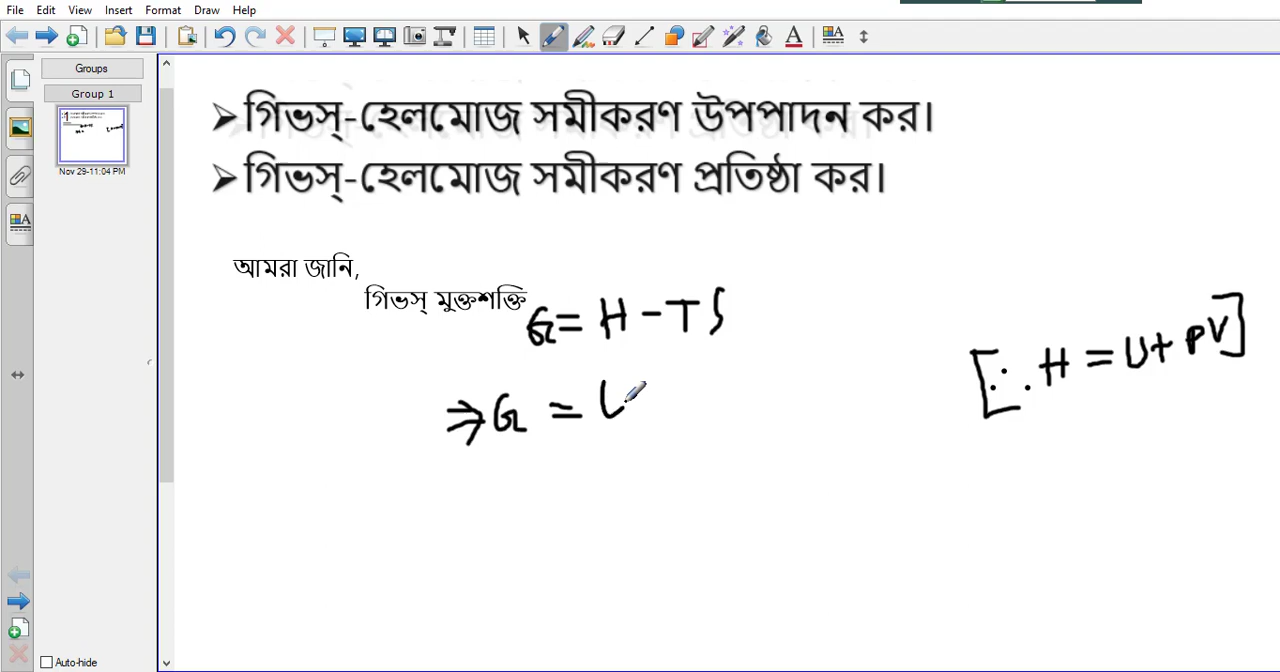 File Edit View Insert Format Draw Help
Groups
Group 1
Nov 29-11:04 PM
➢গিভস্-হেলমোজ সমীকরণ উপপাদন কর।
➢গিভস্-হেলমোজ সমীকরণ প্রতিষ্ঠা কর।
আমরা জানি,
গিভস্ মুক্তশক্তি G = H - TS
[∵. H = U + PV]
⇒ G = U
Auto-hide